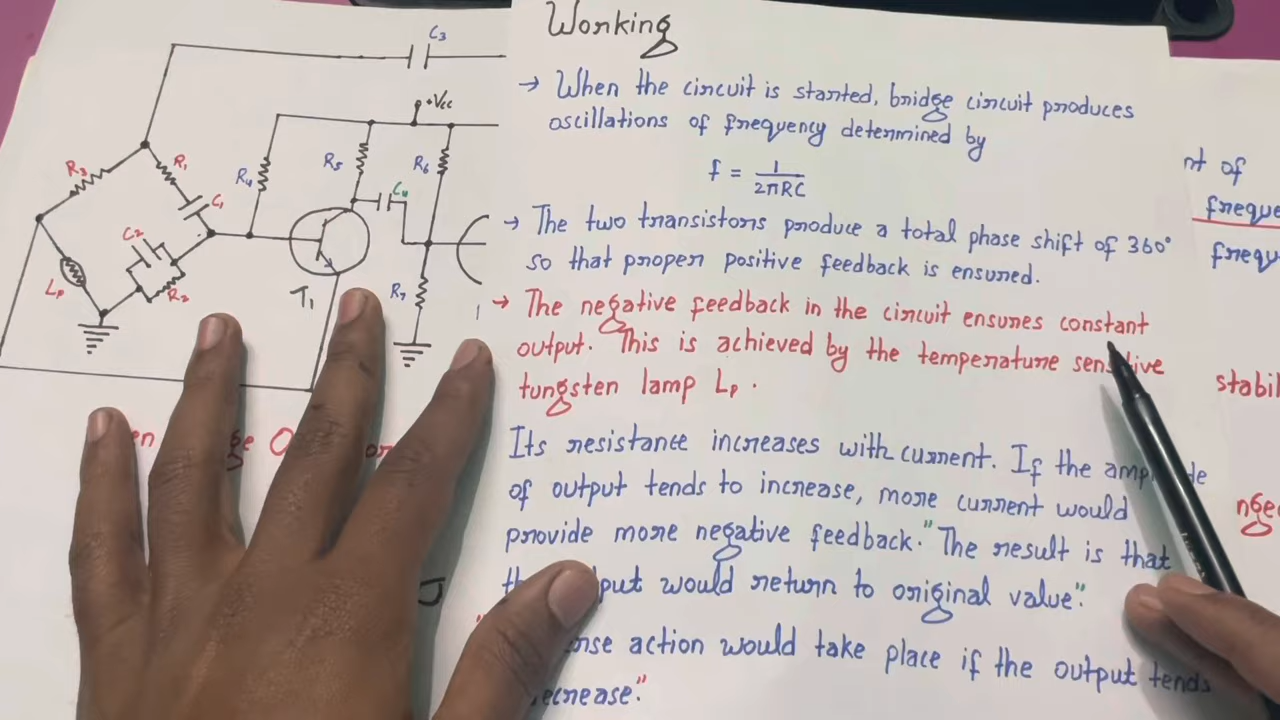 Working
→ When the circuit is started, bridge circuit produces
oscillations of frequency determined by
f = 1/2πRC
→ The two transistors produce a total phase shift of 360°
so that proper positive feedback is ensured.
→ The negative feedback in the circuit ensures constant
output. This is achieved by the temperature sensitive
tungsten lamp Lp.
Its resistance increases with current. If the
of output tends to increase, more current would
provide more negative feedback." The result is that
would return to original value."
action would take place if the output tends
C3
+Vcc
R3
R1
R4
R5
R6
C4
C1
C2
Lp
R2
T1
R7
nt of